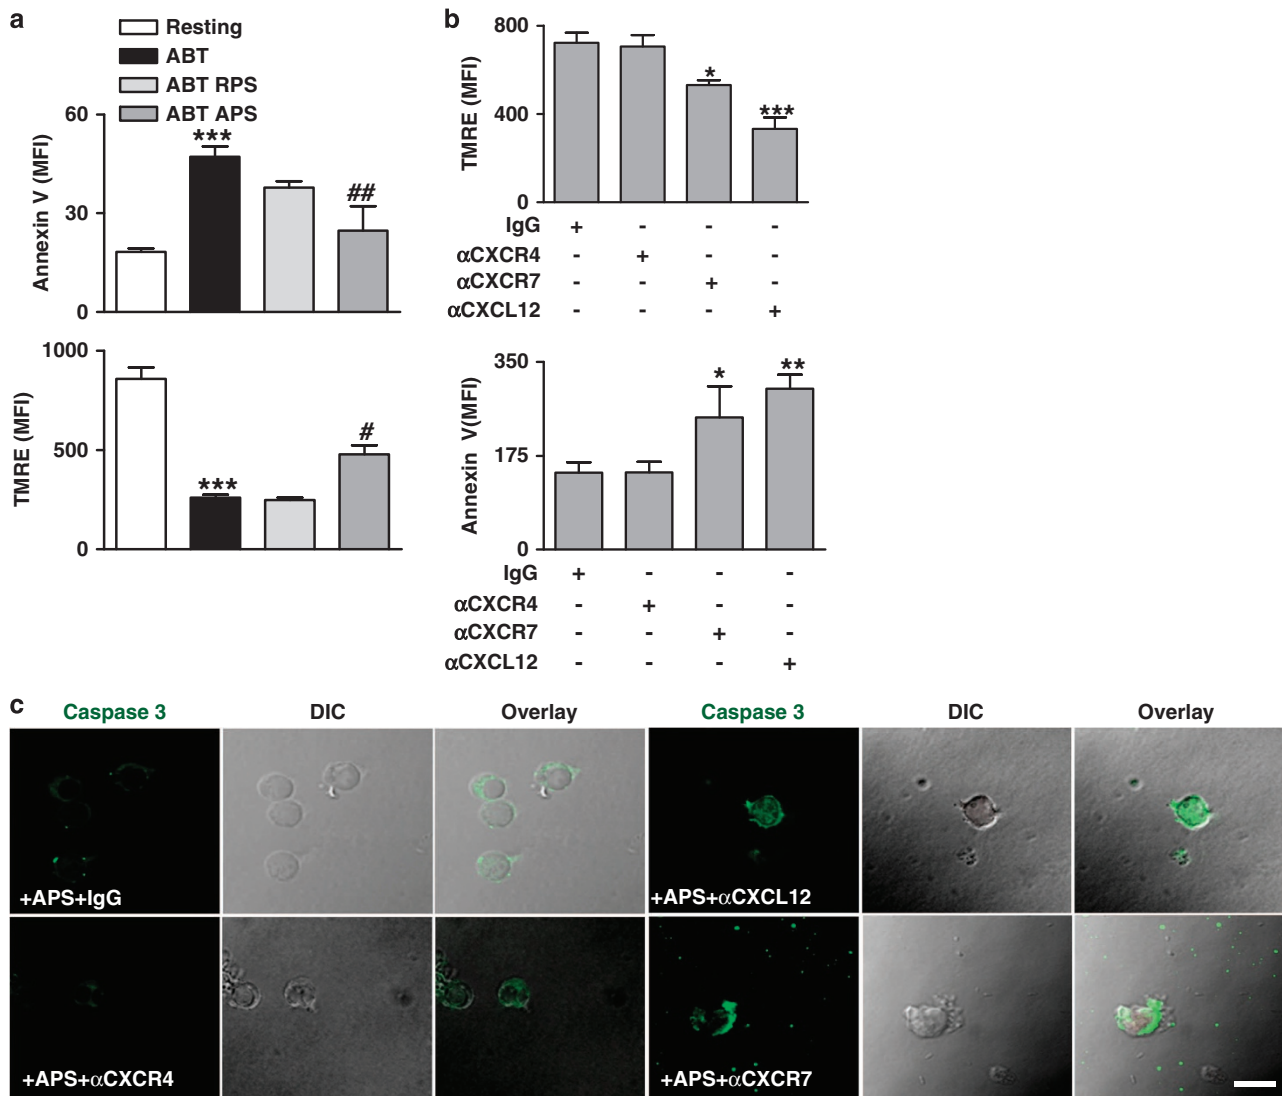 a
Resting
ABT
ABT RPS
ABT APS
Annexin V (MFI)
60
30
0
***
##
TMRE (MFI)
1000
500
0
***
#
b
TMRE (MFI)
800
400
0
*
***
IgG + - - -
αCXCR4 - + - -
αCXCR7 - - + -
αCXCL12 - - - +
Annexin V(MFI)
350
175
0
*
**
IgG + - - -
αCXCR4 - + - -
αCXCR7 - - + -
αCXCL12 - - - +
c
Caspase 3 DIC Overlay Caspase 3 DIC Overlay
+APS+IgG +APS+αCXCL12
+APS+αCXCR4 +APS+αCXCR7